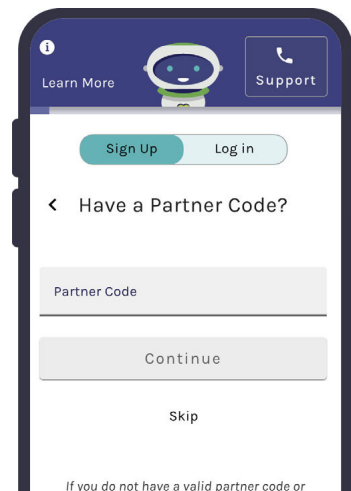 Learn More
Support
Sign Up
Log in
Have a Partner Code?
Partner Code
Continue
Skip
If you do not have a valid partner code or